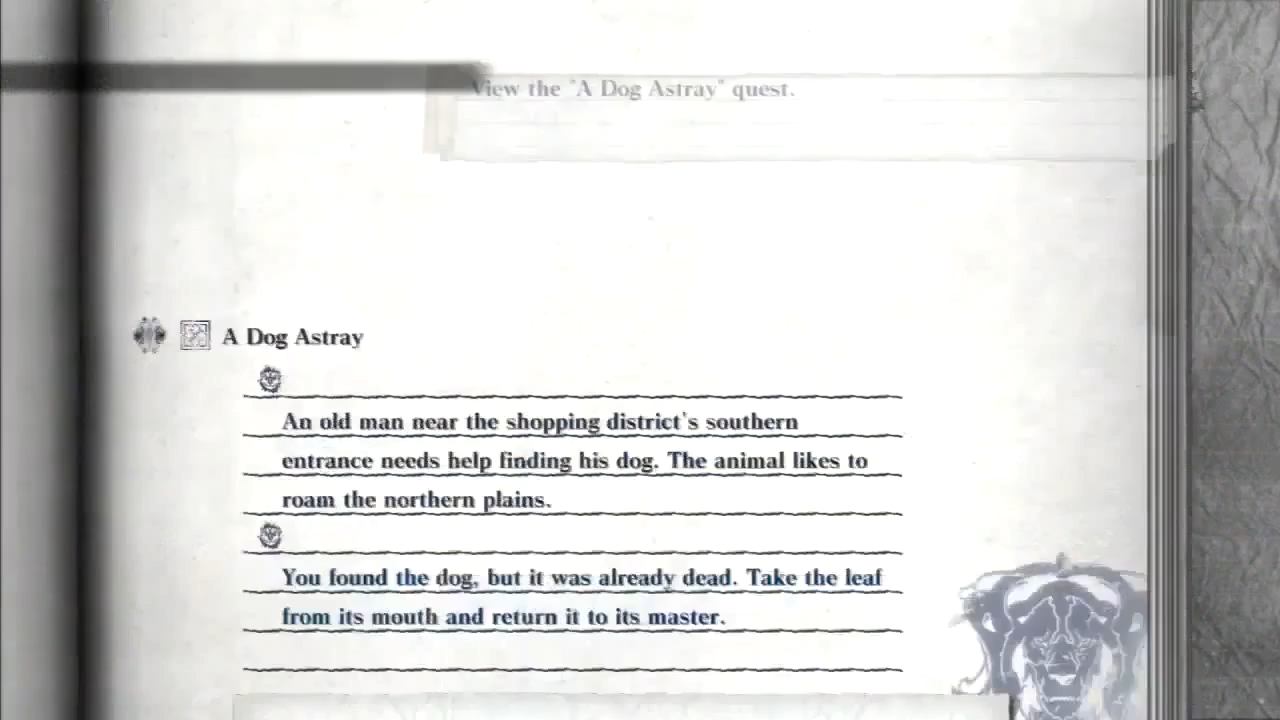 View the "A Dog Astray" quest.
A Dog Astray
An old man near the shopping district's southern
entrance needs help finding his dog. The animal likes to
roam the northern plains.
You found the dog, but it was already dead. Take the leaf
from its mouth and return it to its master.